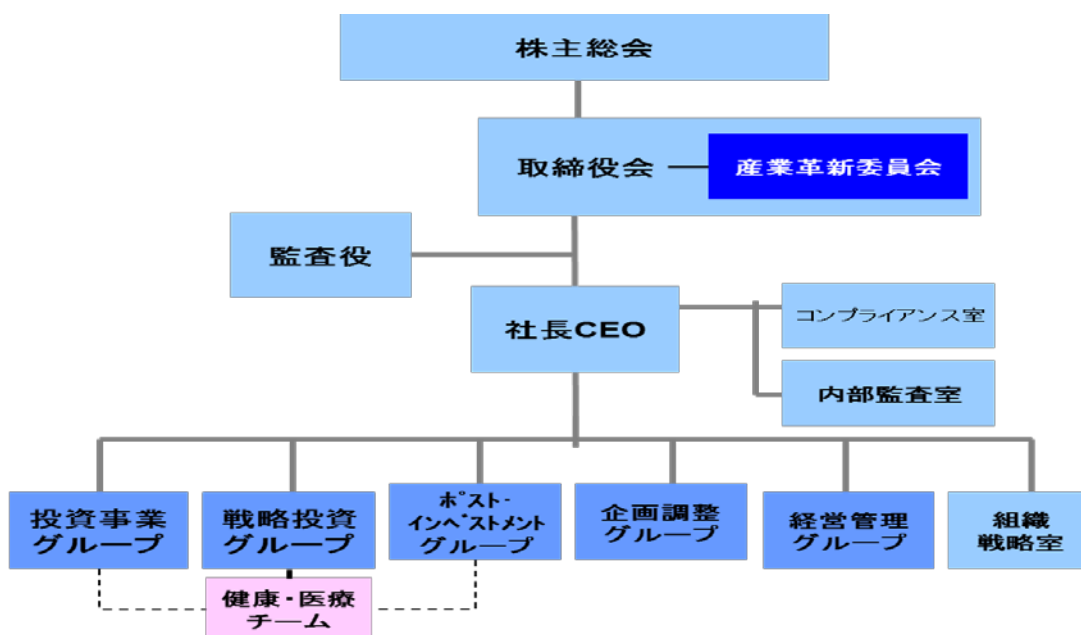 株主総会
取締役会
産業革新委員会
監査役
社長CEO
コンプライアンス室
内部監査室
投資事業
グループ
戦略投資
グループ
ポスト・
インベストメント
グループ
企画調整
グループ
経営管理
グループ
組織
戦略室
健康・医療
チーム